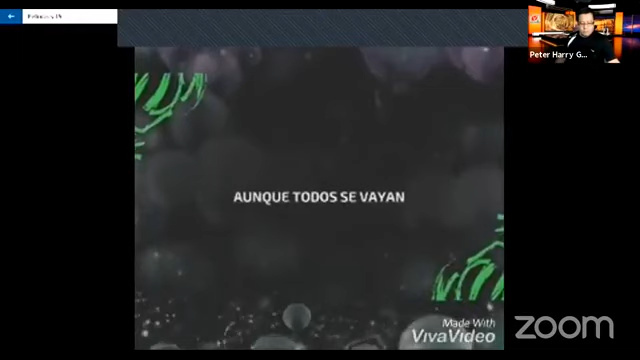 AUNQUE TODOS SE VAYAN
Peter Harry G...
Made With
VivaVideo
zoom